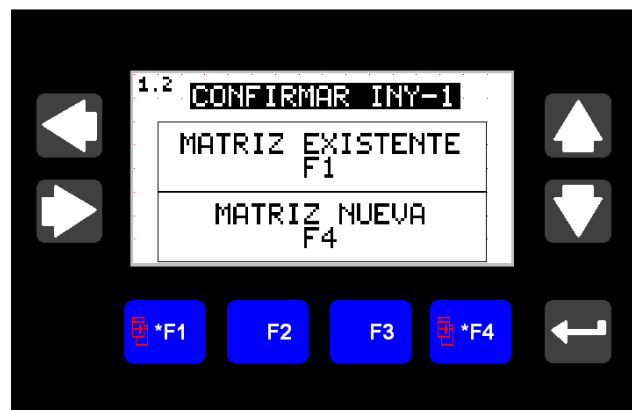 1.2
CONFIRMAR INY-1
MATRIZ EXISTENTE
F1
MATRIZ NUEVA
F4
*F1 F2 F3 *F4